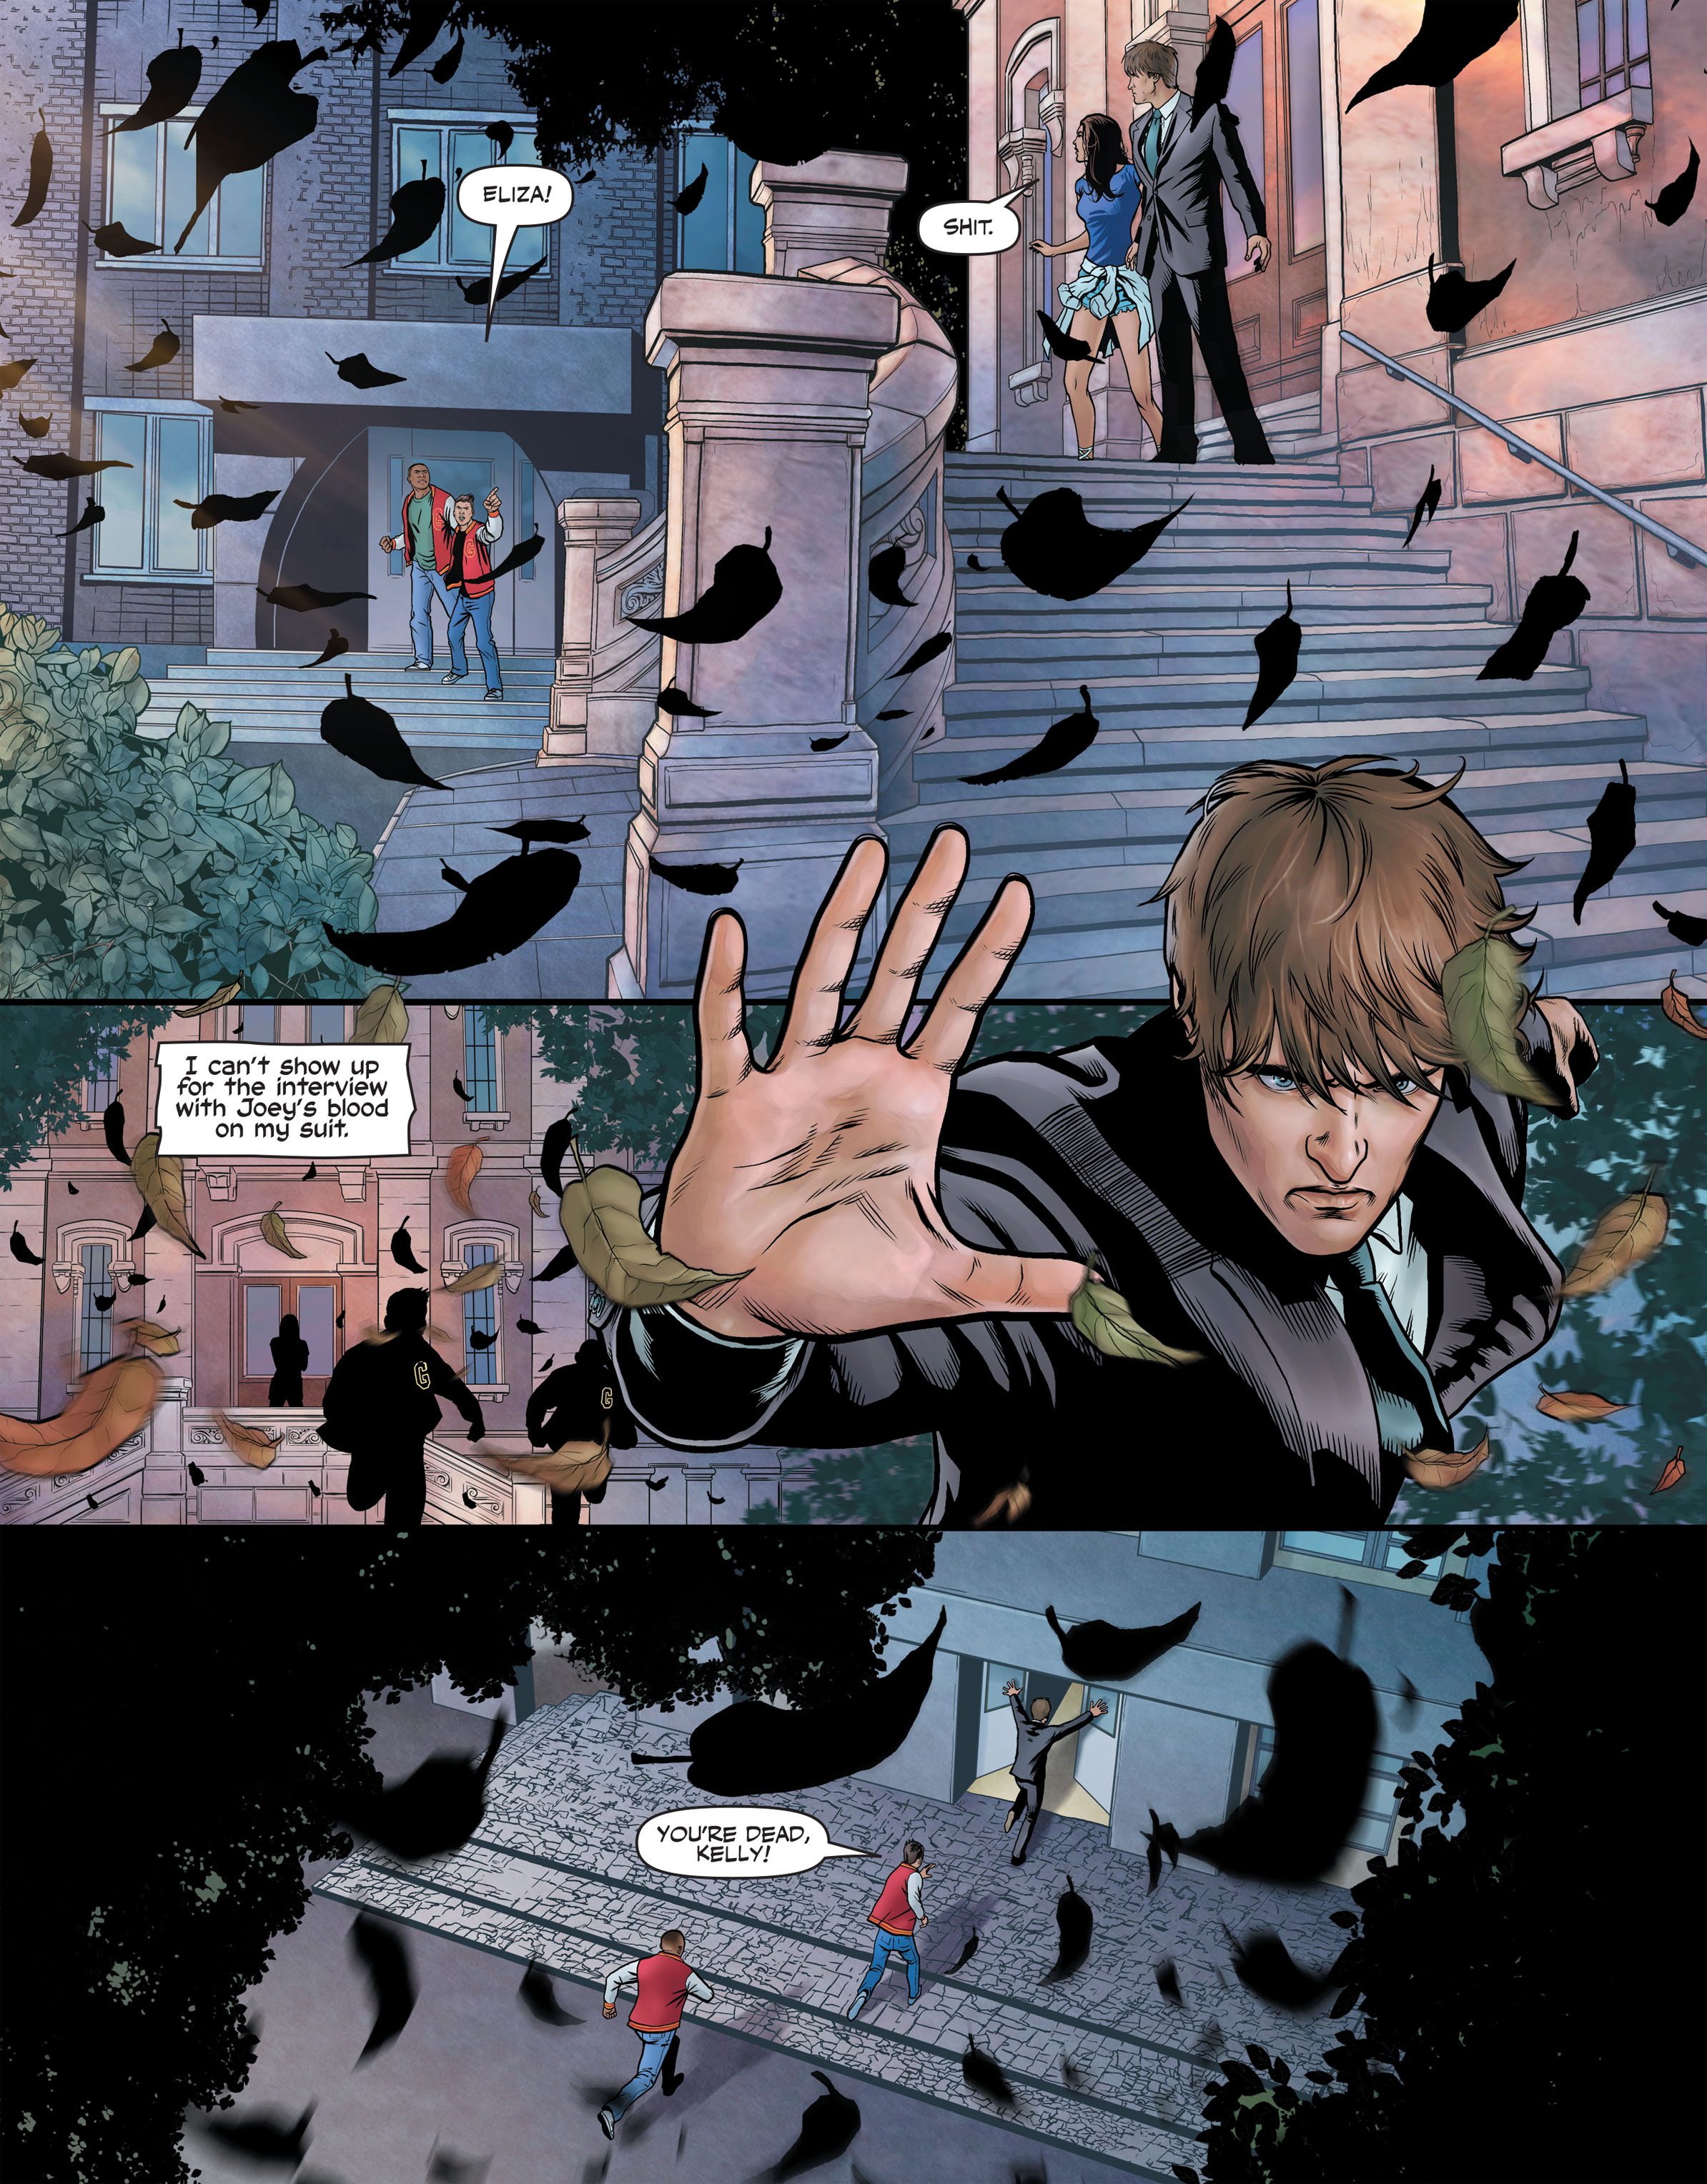 ELIZA!
SHIT.
G
I can't show up
for the interview
with Joey's blood
on my suit.
G
G
YOU'RE DEAD,
KELLY!